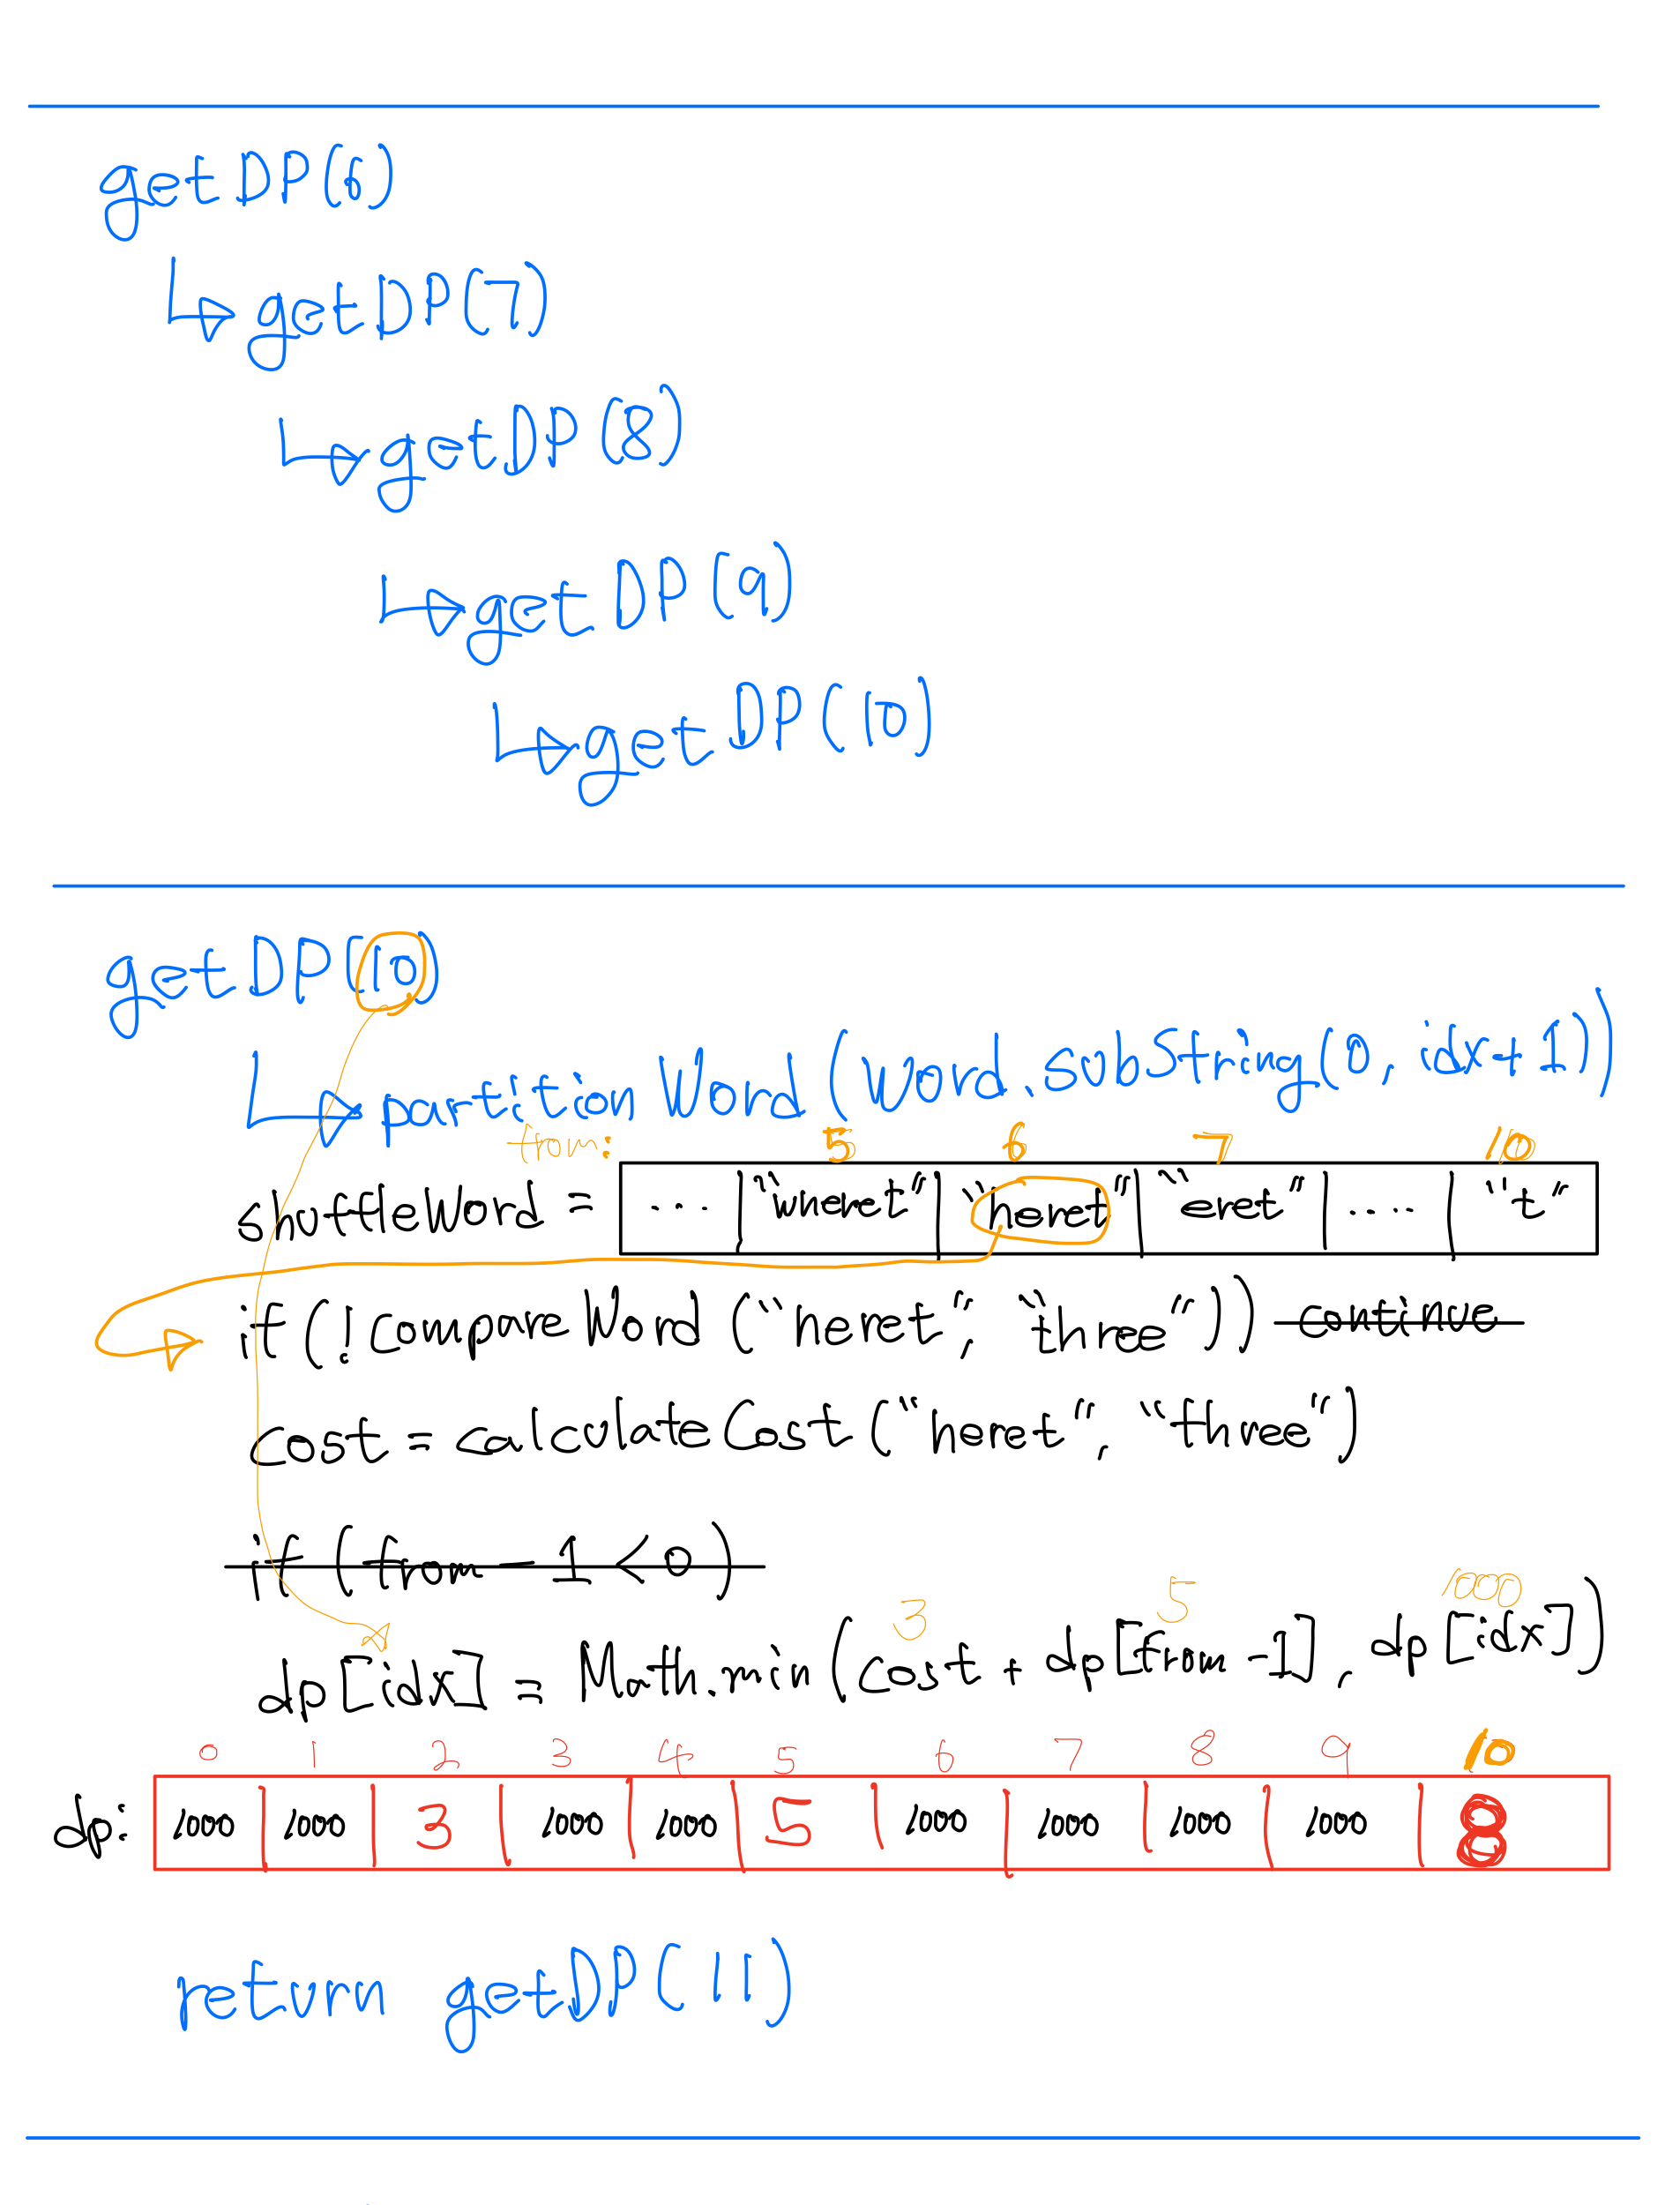 getDP(6)
↳getDP(7)
↳getDP(8)
↳getDP(9)
↳getDP(10)
getDP(10)
↳partitionWord(word.subString(0, idx+1))
from: 5 6 7 10
shuffleWord = ... "wheret" "heret" "eret" .... "t"
if(!compareWord("heret", "three")) continue
cost = calculateCost("heret", "three")
if (from-1<0)
3 5 1000
dp[idx] = Math.min(cost + dp[from-1], dp[idx])
0 1 2 3 4 5 6 7 8 9 10
dp: 1000 1000 3 1000 1000 5 1000 1000 1000 1000 8
return getDP(11)